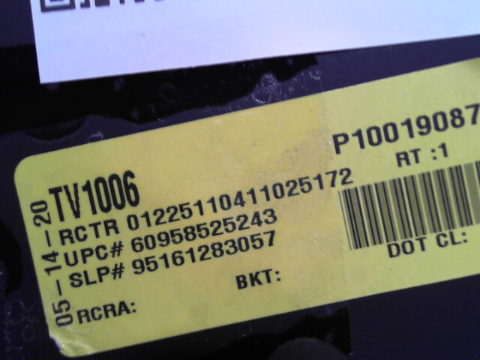 05-14-20
TV1006
RCTR 01225110411025172
UPC# 60958525243
SLP# 95161283057
RCRA:
BKT:
P10019087
RT :1
DOT CL: